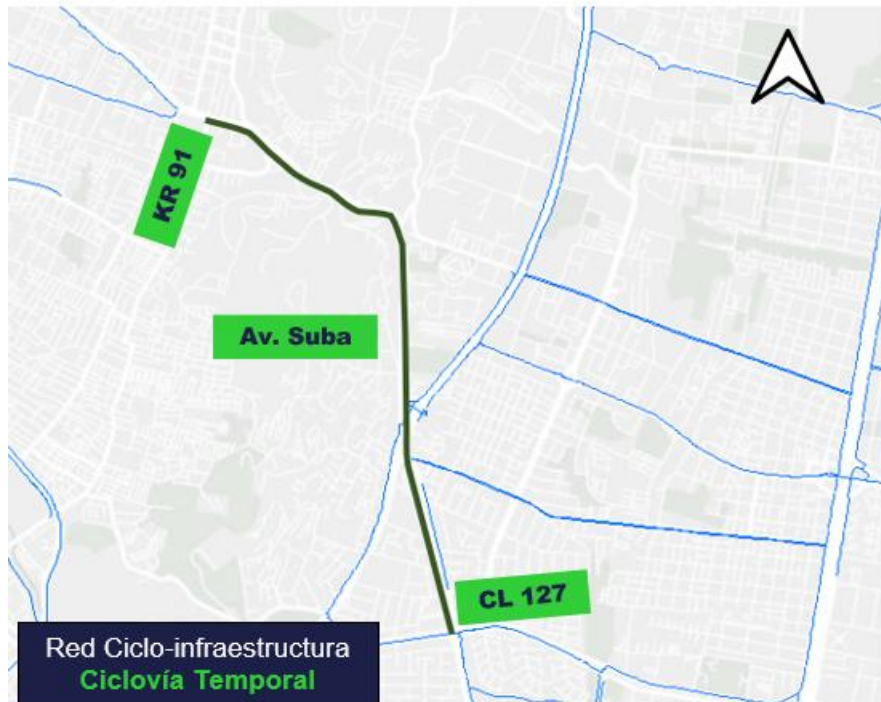 KR 91
Av. Suba
CL 127
Red Ciclo-infraestructura
Ciclovía Temporal